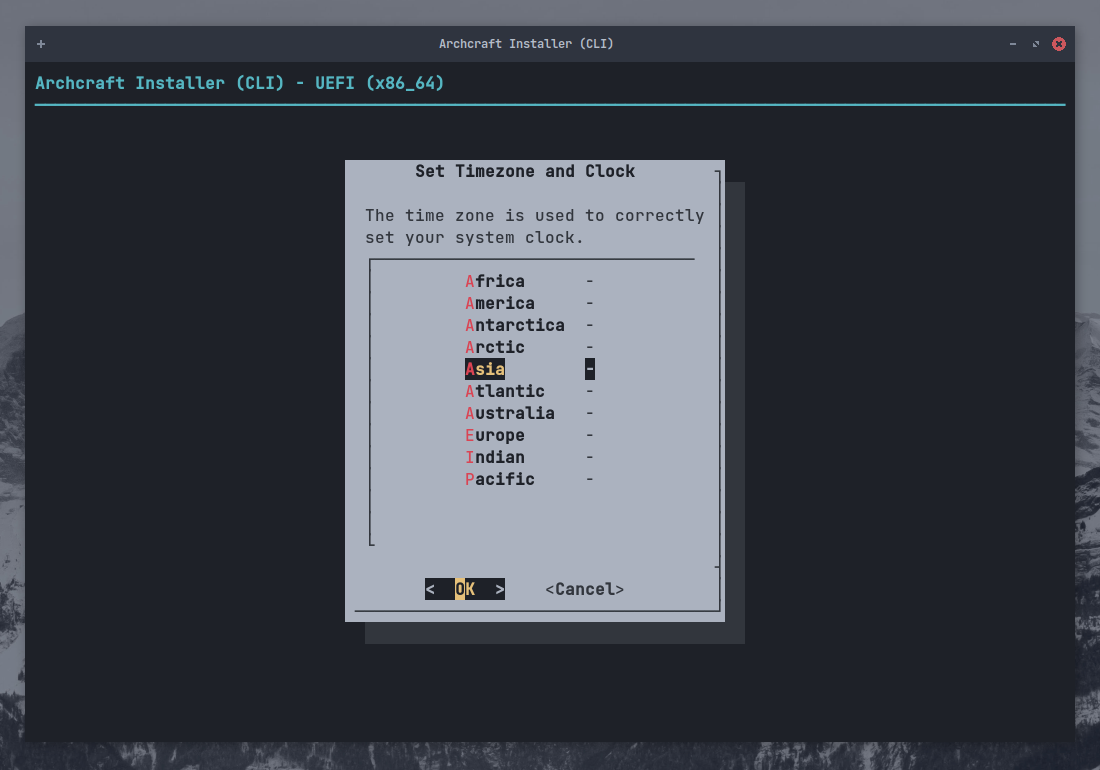 Archcraft Installer (CLI)
Archcraft Installer (CLI) - UEFI (x86_64)
Set Timezone and Clock
The time zone is used to correctly
set your system clock.
Africa -
America -
Antarctica -
Arctic -
Asia -
Atlantic -
Australia -
Europe -
Indian -
Pacific -
< OK > <Cancel>